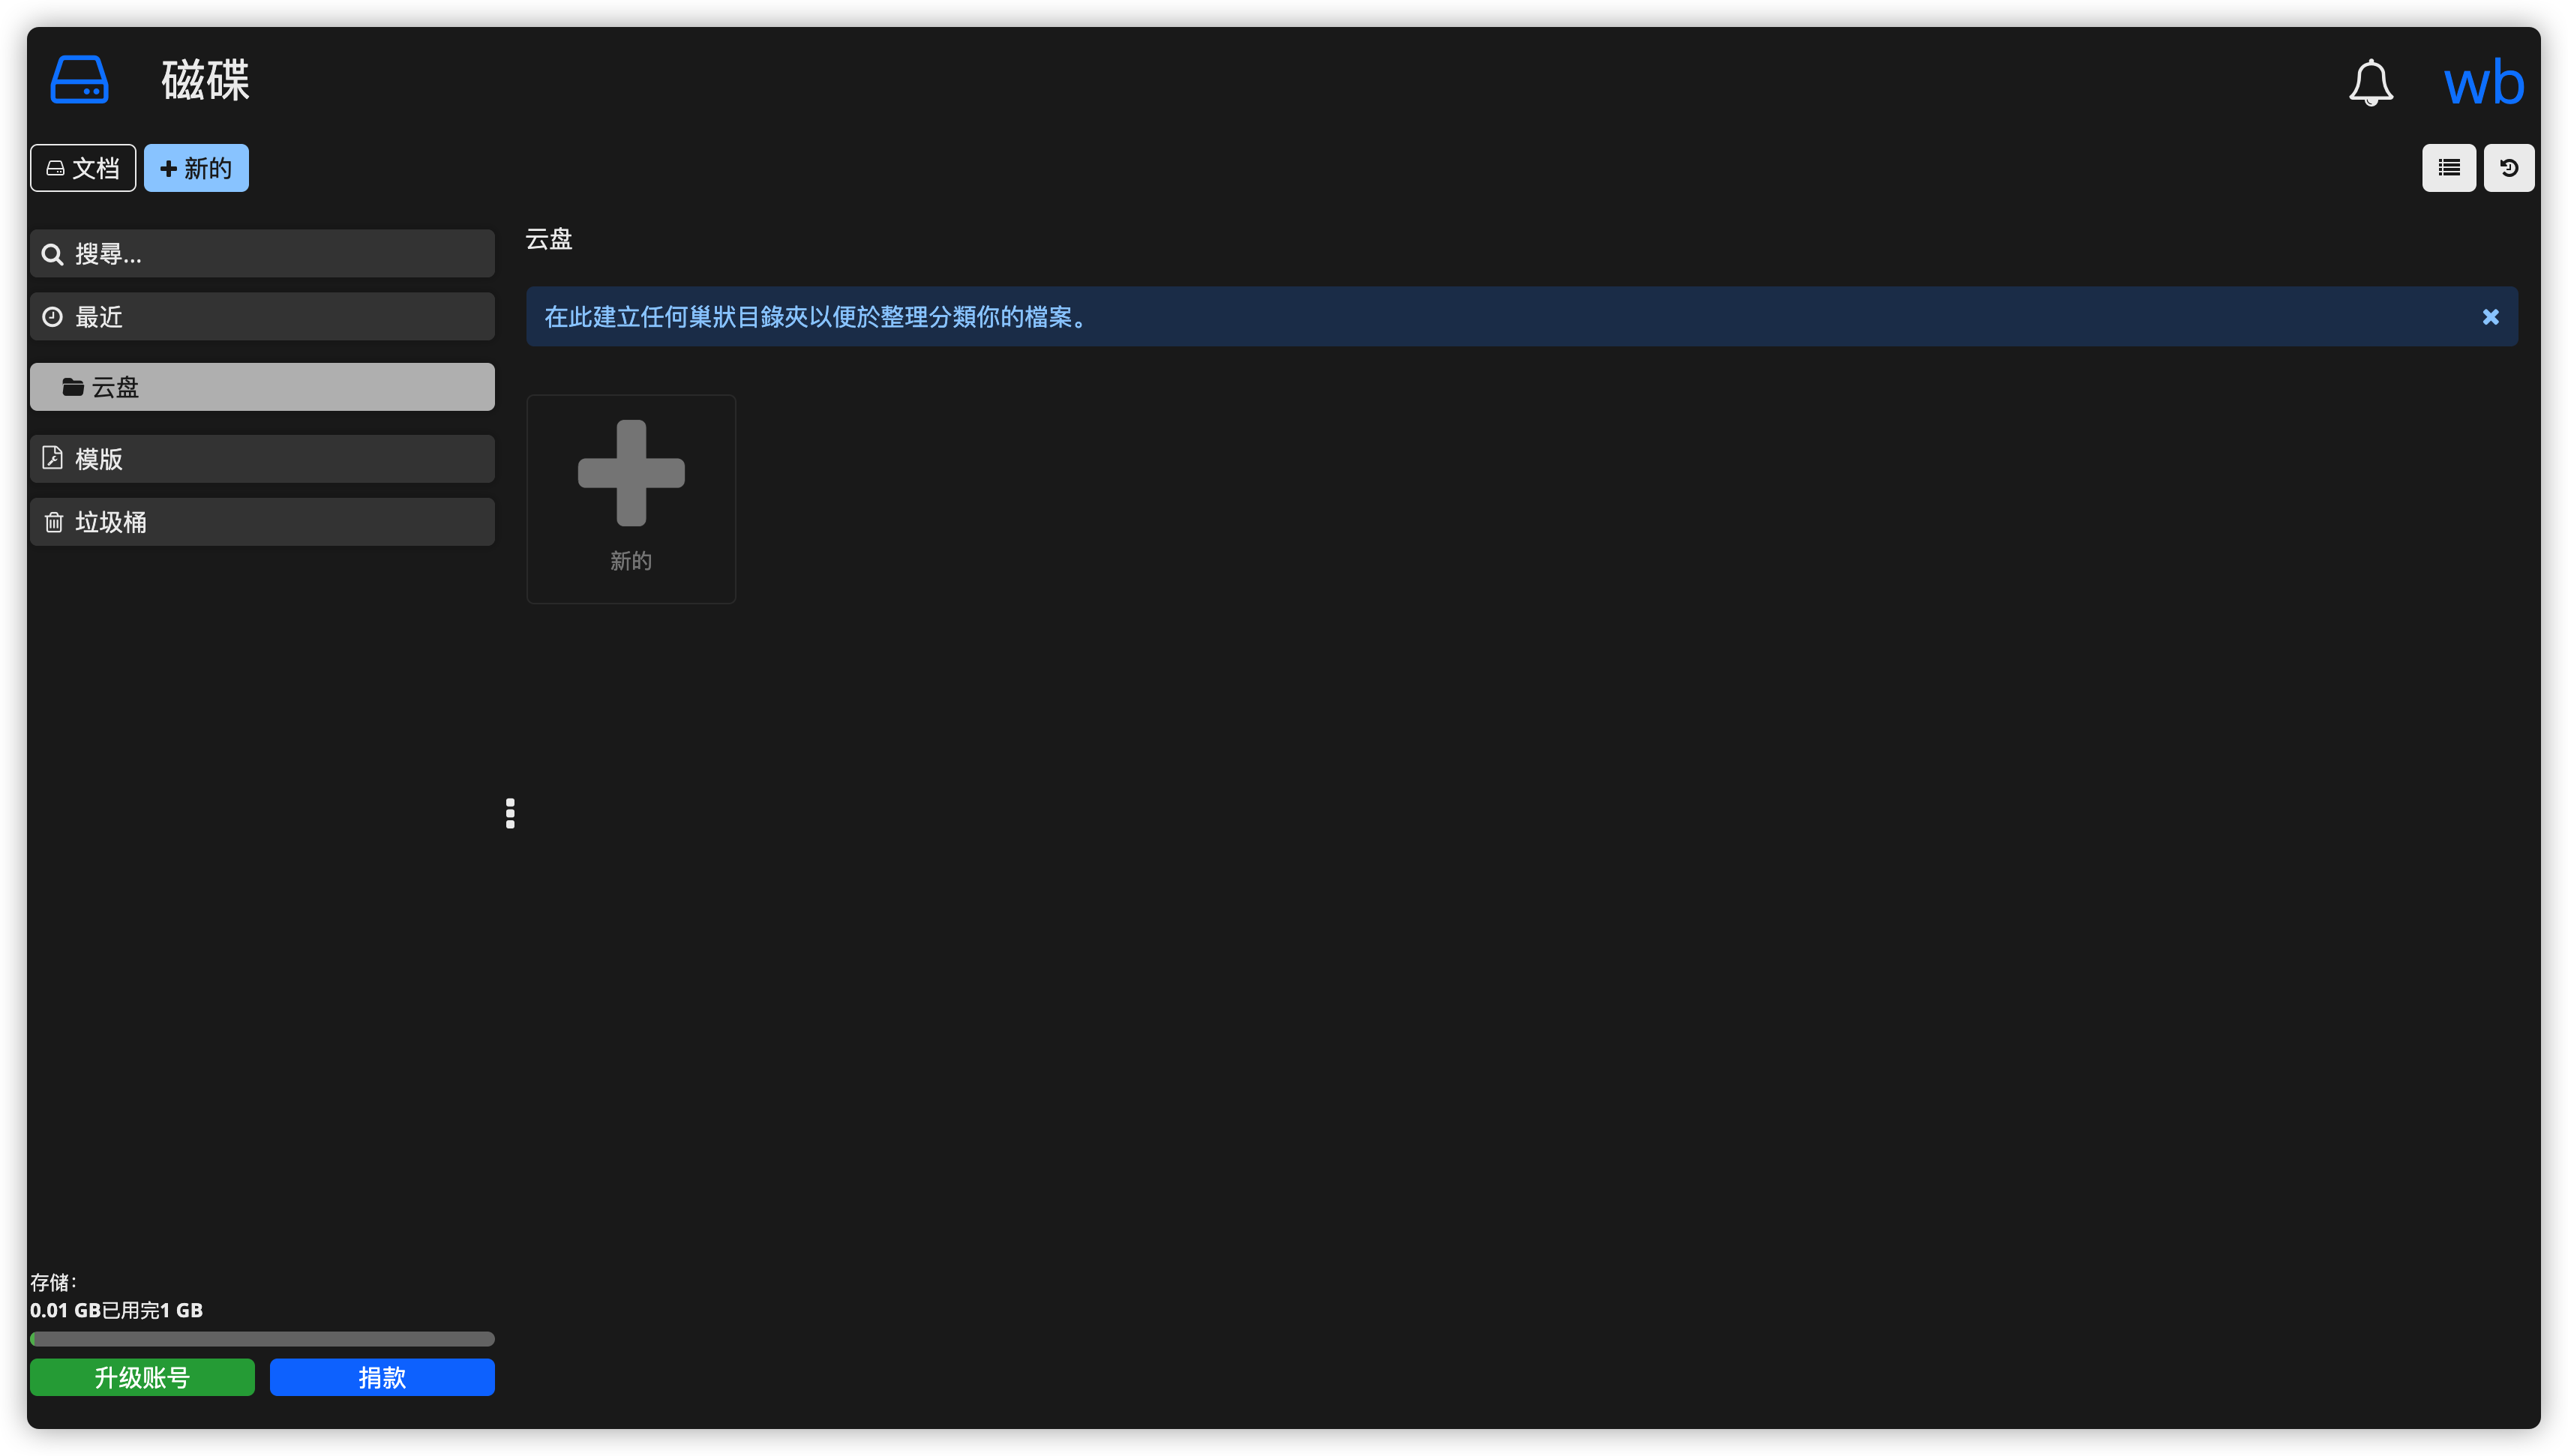 磁碟
wb
文档
新的
搜尋...
最近
云盘
模版
垃圾桶
云盘
在此建立任何巢狀目錄夾以便於整理分類你的檔案。
新的
存储：
0.01 GB已用完1 GB
升级账号
捐款